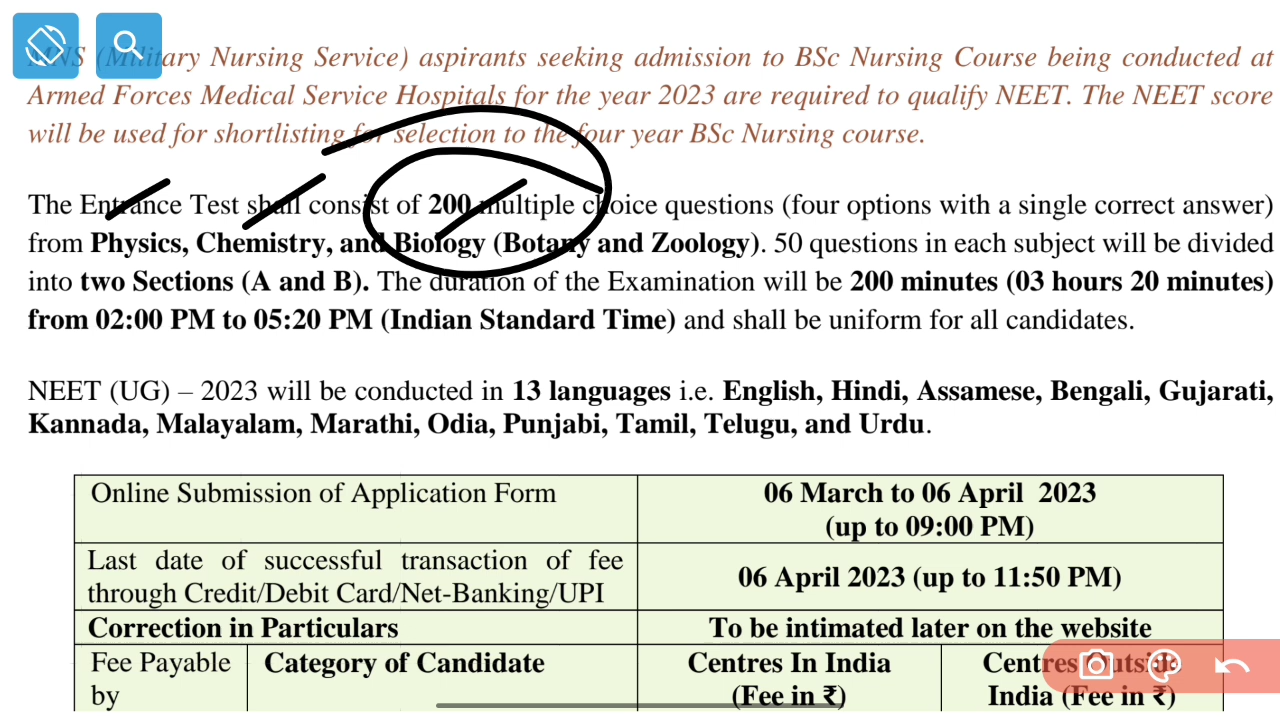 MNS (Military Nursing Service) aspirants seeking admission to BSc Nursing Course being conducted at
Armed Forces Medical Service Hospitals for the year 2023 are required to qualify NEET. The NEET score
will be used for shortlisting for selection to the four year BSc Nursing course.
The Entrance Test shall consist of 200 multiple choice questions (four options with a single correct answer)
from Physics, Chemistry, and Biology (Botany and Zoology). 50 questions in each subject will be divided
into two Sections (A and B). The duration of the Examination will be 200 minutes (03 hours 20 minutes)
from 02:00 PM to 05:20 PM (Indian Standard Time) and shall be uniform for all candidates.
NEET (UG) – 2023 will be conducted in 13 languages i.e. English, Hindi, Assamese, Bengali, Gujarati,
Kannada, Malayalam, Marathi, Odia, Punjabi, Tamil, Telugu, and Urdu.
Online Submission of Application Form
06 March to 06 April 2023
(up to 09:00 PM)
Last date of successful transaction of fee
through Credit/Debit Card/Net-Banking/UPI
06 April 2023 (up to 11:50 PM)
Correction in Particulars
To be intimated later on the website
Fee Payable
by
Category of Candidate
Centres In India
(Fee in ₹)
Centres Outside
India (Fee in ₹)